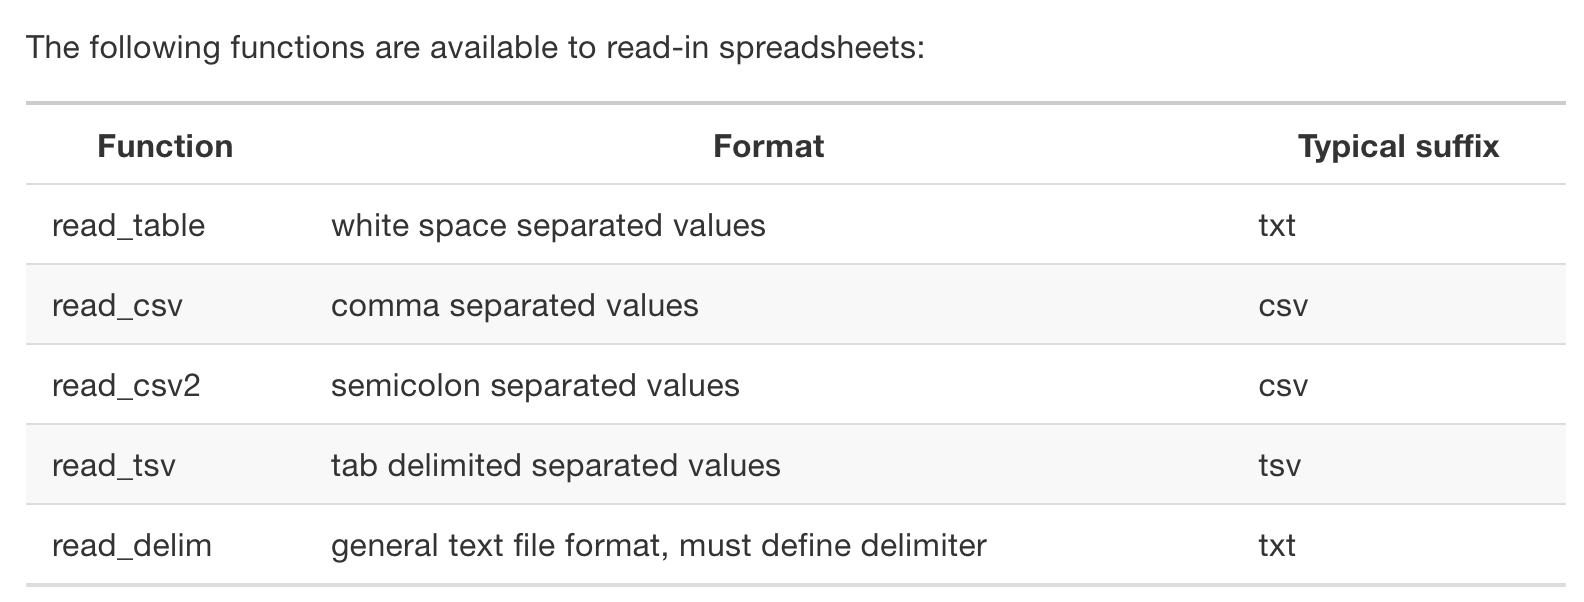 The following functions are available to read-in spreadsheets:
Function Format Typical suffix
read_table white space separated values txt
read_csv comma separated values csv
read_csv2 semicolon separated values csv
read_tsv tab delimited separated values tsv
read_delim general text file format, must define delimiter txt